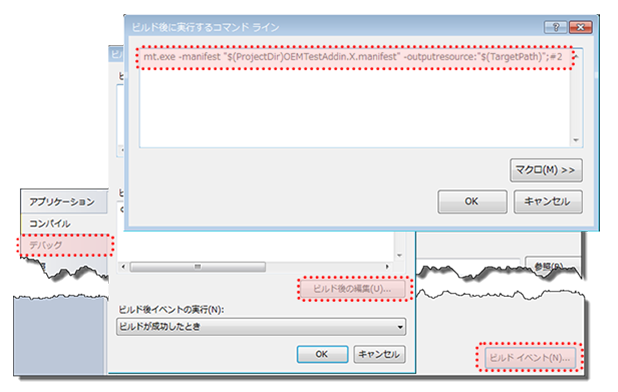 ビルド後に実行するコマンド ライン
mt.exe -manifest "$(ProjectDir)OEMTestAddin.X.manifest" -outputresource:"$(TargetPath)";#2
マクロ(M) >>
OK
キャンセル
アプリケーション
コンパイル
デバッグ
参照(R)
ビルド後の編集(U)...
ビルド後イベントの実行(N):
ビルドが成功したとき
OK
キャンセル
ビルド イベント(N)...